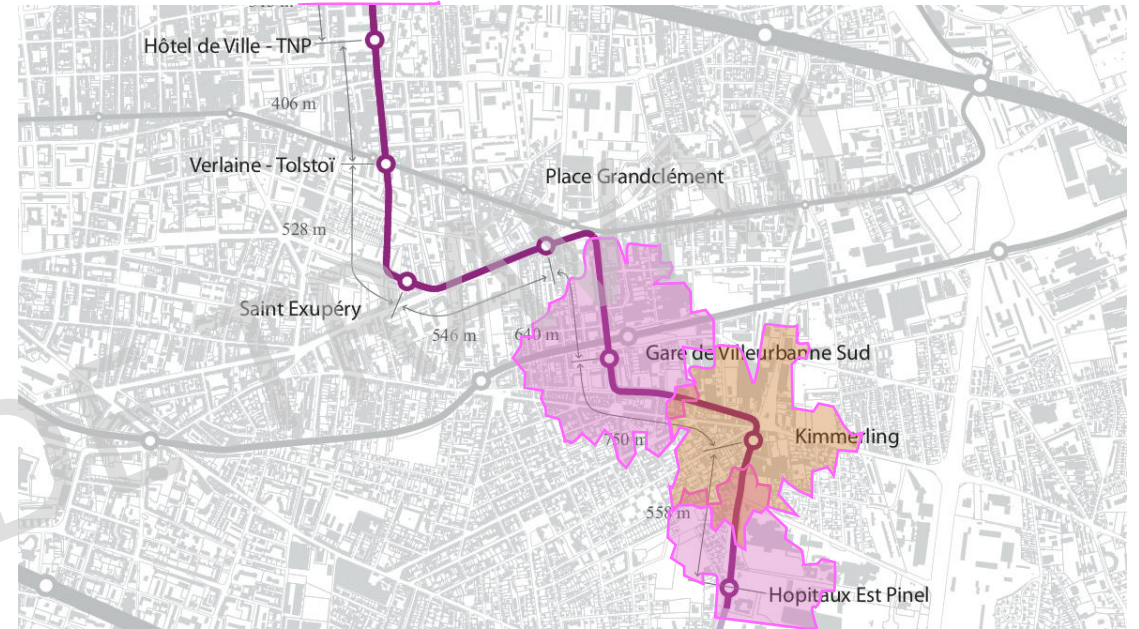 Hôtel de Ville - TNP
406 m
Verlaine - Tolstoï
Place Grandclément
528 m
Saint Exupéry
546 m
640 m
Gare de Villeurbanne Sud
750 m
Kimmerling
558 m
Hopitaux Est Pinel